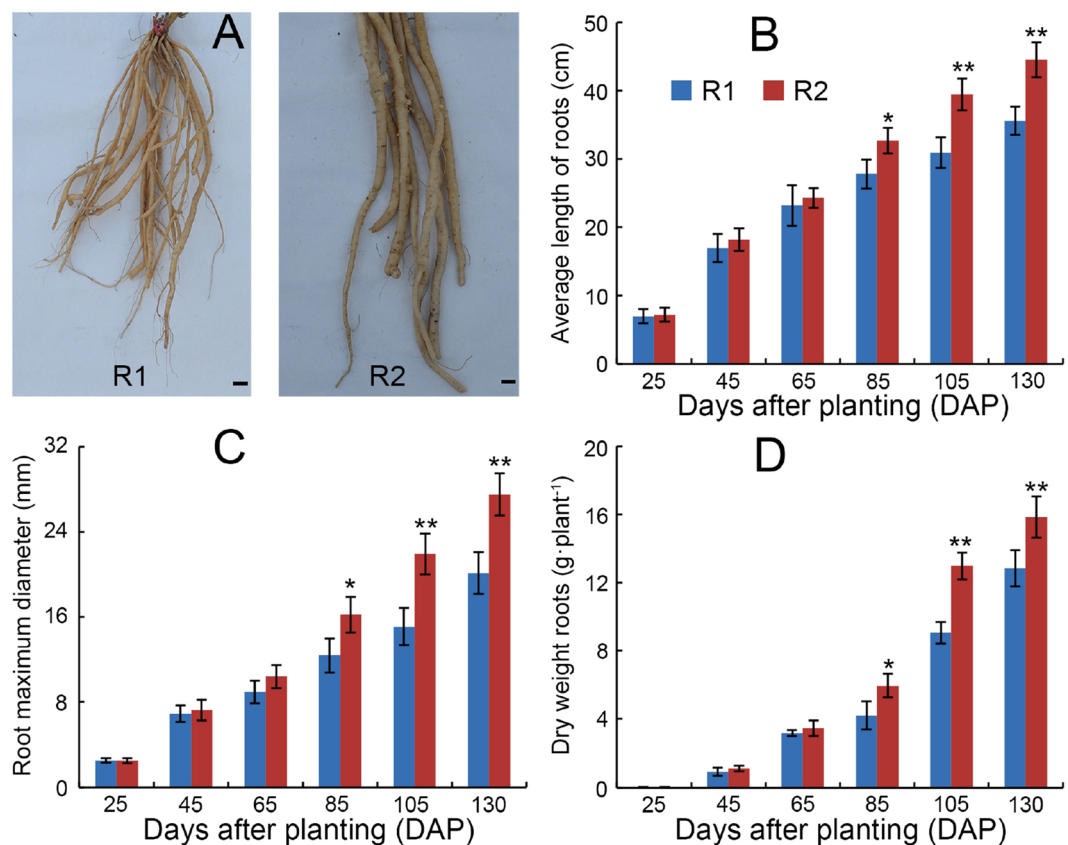 A
R1
R2
B
R1 R2
Average length of roots (cm)
50
40
30
20
10
0
*
**
**
25 45 65 85 105 130
Days after planting (DAP)
C
Root maximum diameter (mm)
32
24
16
8
0
*
**
**
25 45 65 85 105 130
Days after planting (DAP)
D
Dry weight roots (g·plant⁻¹)
20
16
12
8
4
0
*
**
**
25 45 65 85 105 130
Days after planting (DAP)